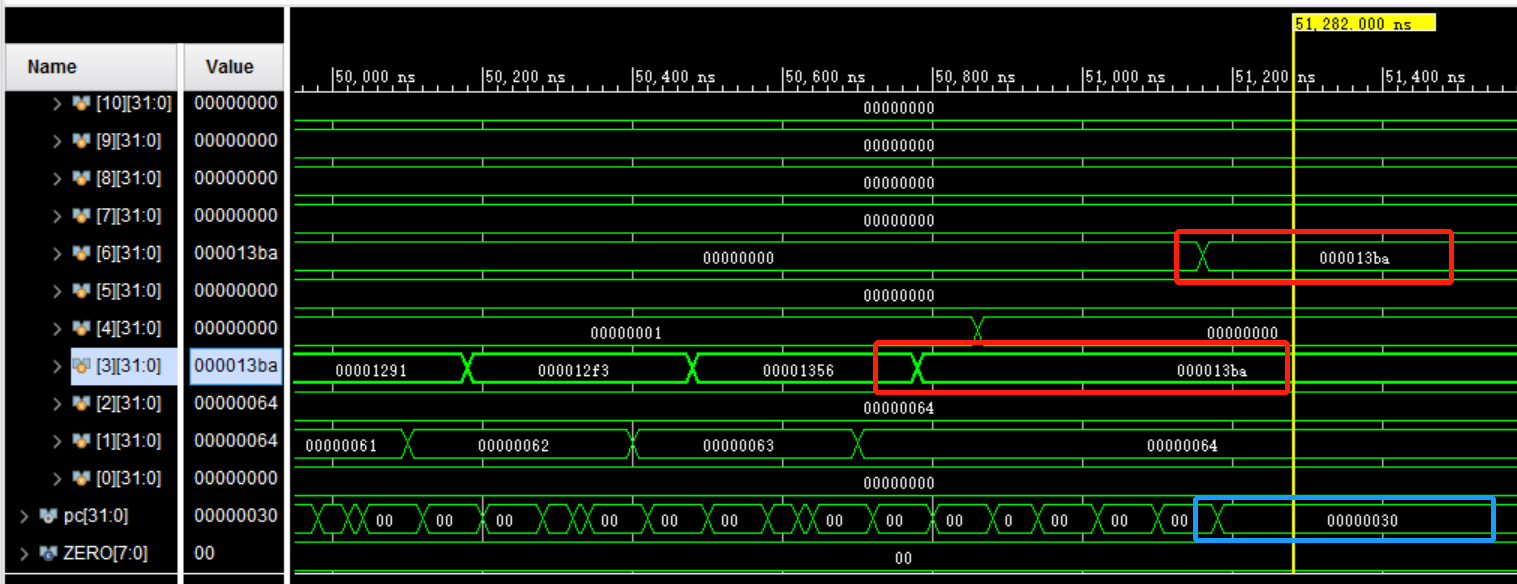 51,282.000 ns
Name Value
50,000 ns 50,200 ns 50,400 ns 50,600 ns 50,800 ns 51,000 ns 51,200 ns 51,400 ns
[10][31:0] 00000000 00000000
[9][31:0] 00000000 00000000
[8][31:0] 00000000 00000000
[7][31:0] 00000000 00000000
[6][31:0] 000013ba 00000000 000013ba
[5][31:0] 00000000 00000000
[4][31:0] 00000000 00000001 00000000
[3][31:0] 000013ba 00001291 000012f3 00001356 000013ba
[2][31:0] 00000064 00000064
[1][31:0] 00000064 00000061 00000062 00000063 00000064
[0][31:0] 00000000 00000000
pc[31:0] 00000030 00 00 00 00 00 00 00 00 00 0 00 00 00 00000030
ZERO[7:0] 00 00